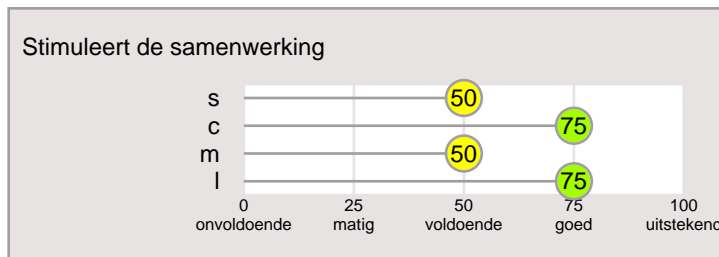 Stimuleert de samenwerking
s 50
c 75
m 50
l 75
0 25 50 75 100
onvoldoende matig voldoende goed uitstekend